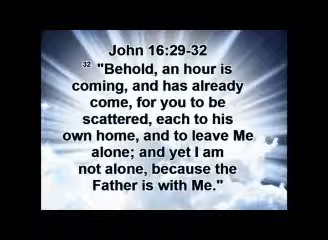 John 16:29-32
32 "Behold, an hour is
coming, and has already
come, for you to be
scattered, each to his
own home, and to leave Me
alone; and yet I am
not alone, because the
Father is with Me."